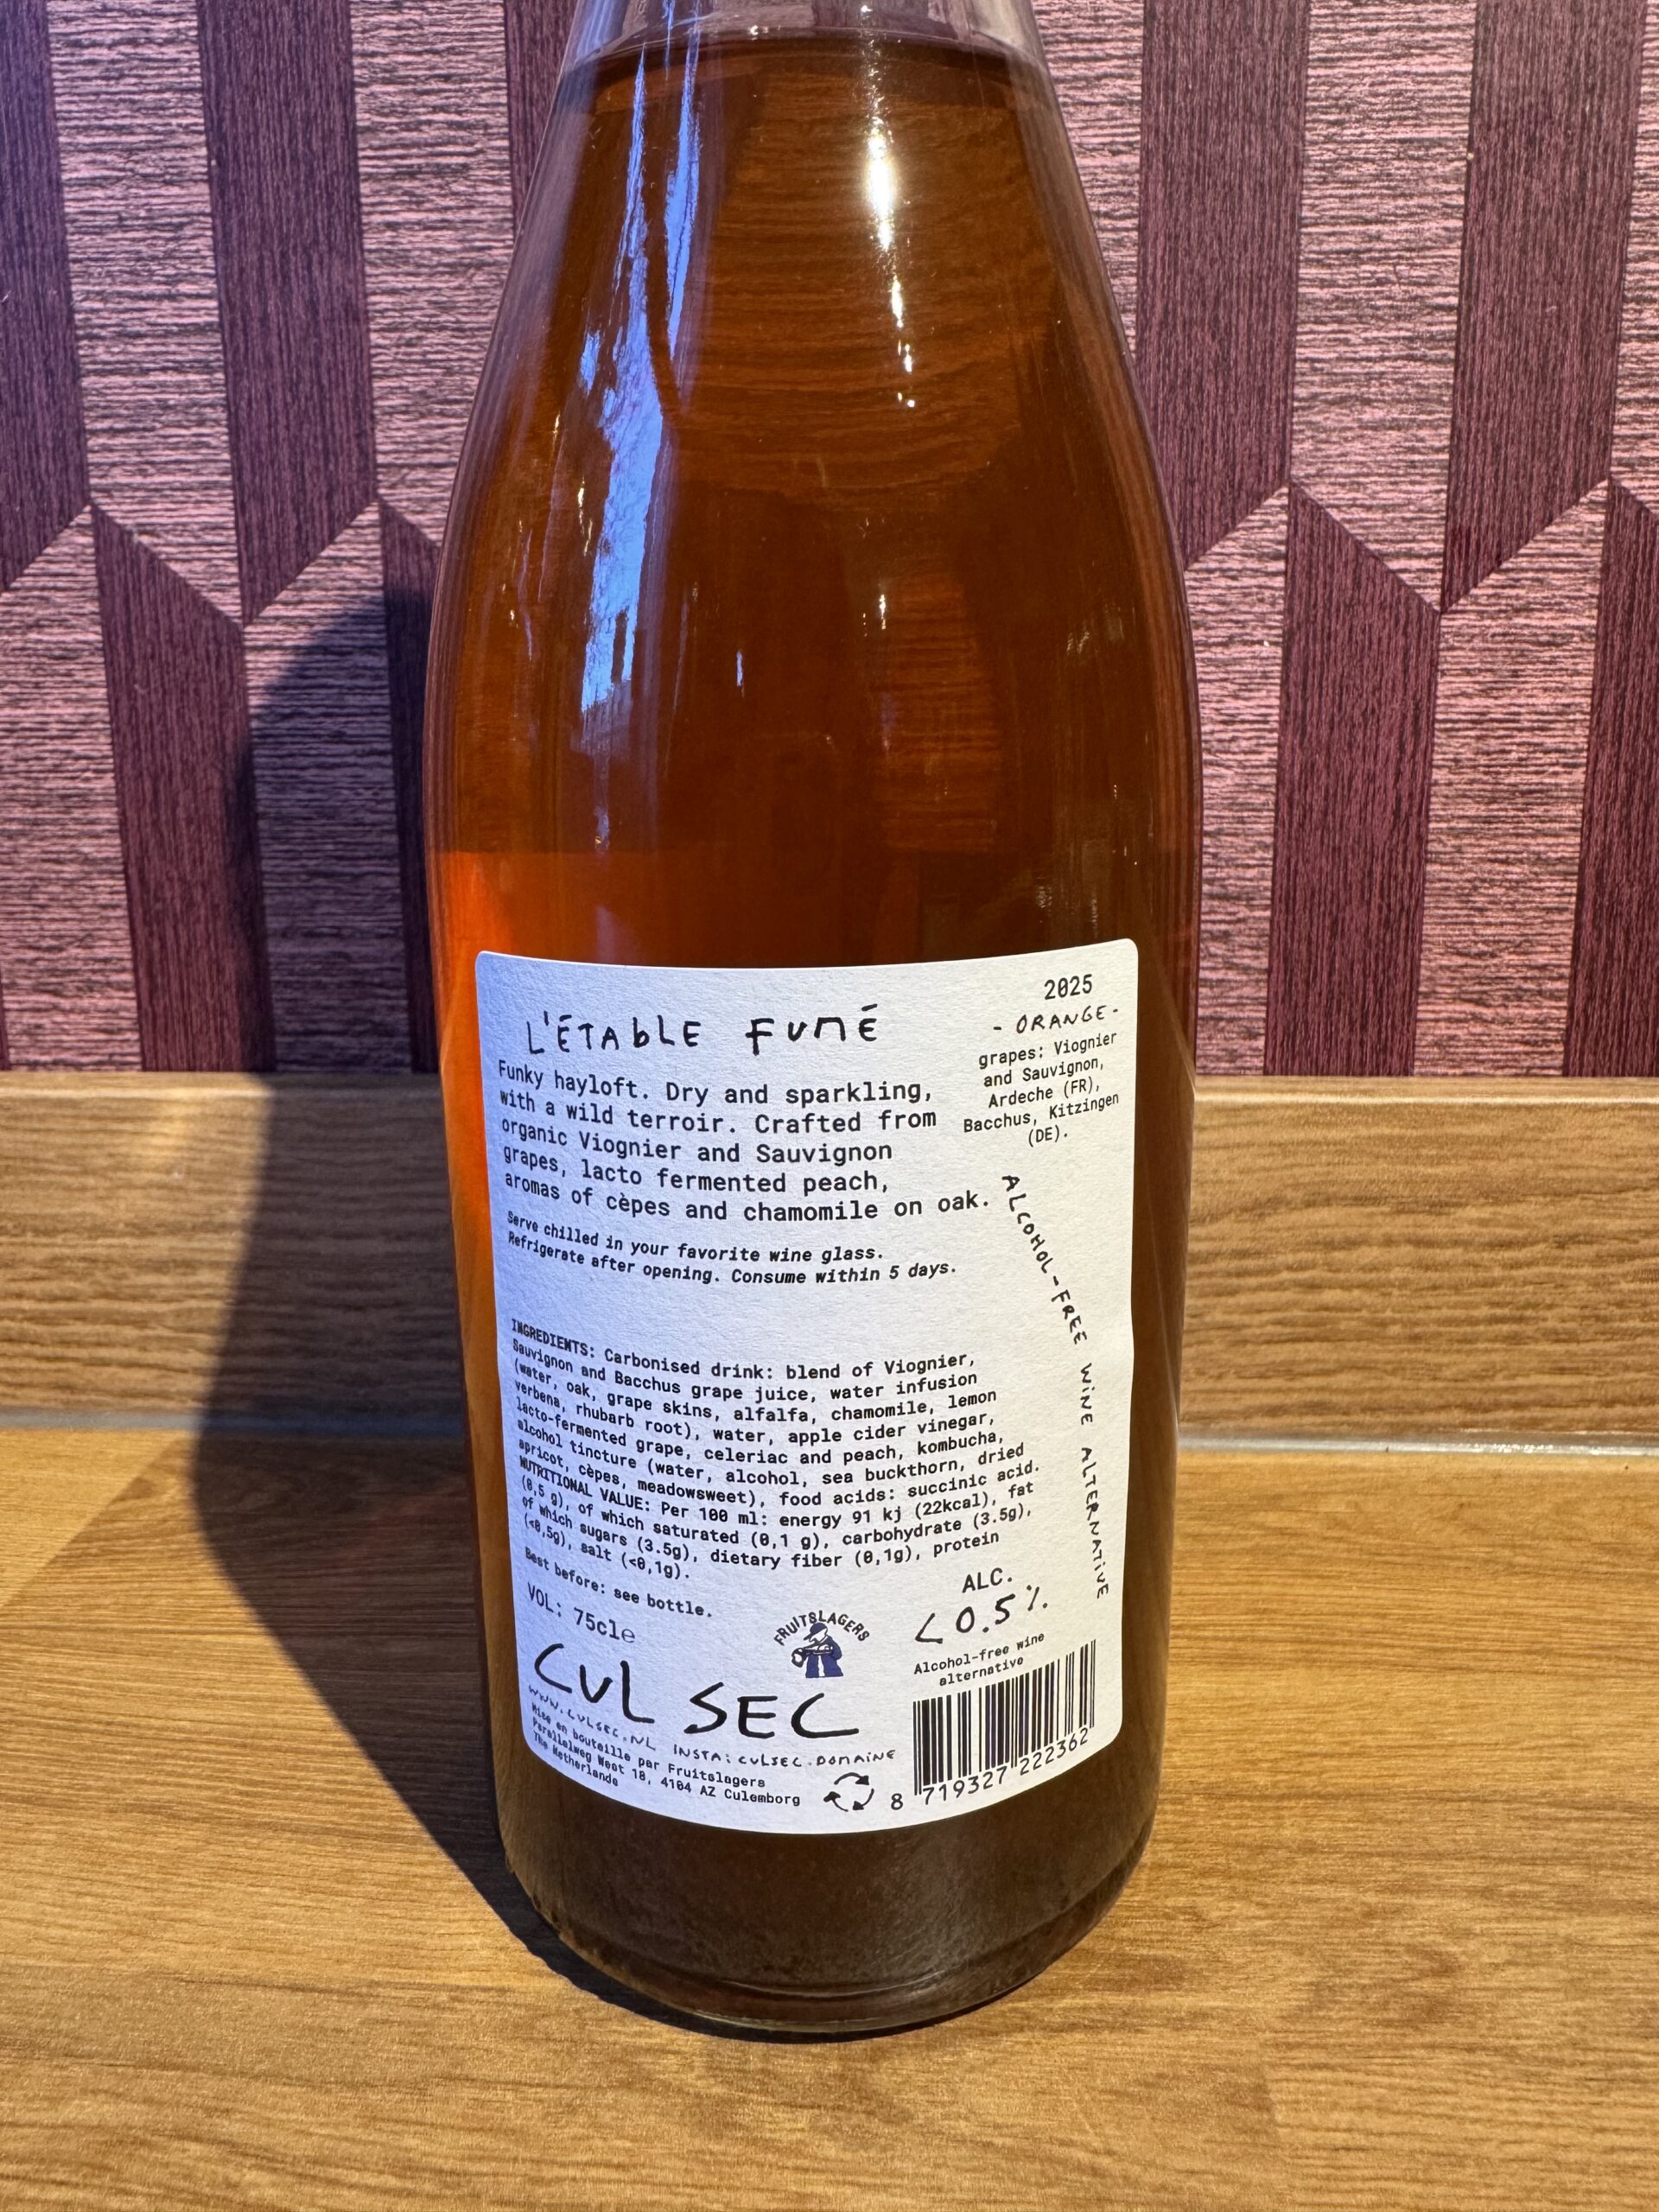 L'ÉTABLE FUMÉ
Funky hayloft. Dry and sparkling,
with a wild terroir. Crafted from
organic Viognier and Sauvignon
grapes, lacto fermented peach,
aromas of cèpes and chamomile on oak.
Serve chilled in your favorite wine glass.
Refrigerate after opening. Consume within 5 days.
2025
- ORANGE -
grapes: Viognier
and Sauvignon,
Ardeche (FR),
Bacchus, Kitzingen
(DE).
ALCOHOL-FREE WINE ALTERNATIVE
INGREDIENTS: Carbonised drink: blend of Viognier,
Sauvignon and Bacchus grape juice, water infusion
(water, oak, grape skins, alfalfa, chamomile, lemon
verbena, rhubarb root), water, apple cider vinegar,
lacto-fermented grape, celeriac and peach, kombucha,
alcohol tincture (water, alcohol, sea buckthorn, dried
apricot, cèpes, meadowsweet), food acids: succinic acid.
NUTRITIONAL VALUE: Per 100 ml: energy 91 kj (22kcal), fat
(0,5 g), of which saturated (0,1 g), carbohydrate (3.5g),
of which sugars (3.5g), dietary fiber (0,1g), protein
(<0,5g), salt (<0,1g).
Best before: see bottle.
VOL: 75cl℮
FRUITSLAGERS
ALC.
< 0.5%
Alcohol-free wine
alternative
CUL SEC
WWW.CULSEC.NL INSTA: CULSEC.DOMAINE
Mise en bouteille par Fruitslagers
Parallelweg West 18, 4104 AZ Culemborg
The Netherlands
8 719327 222362